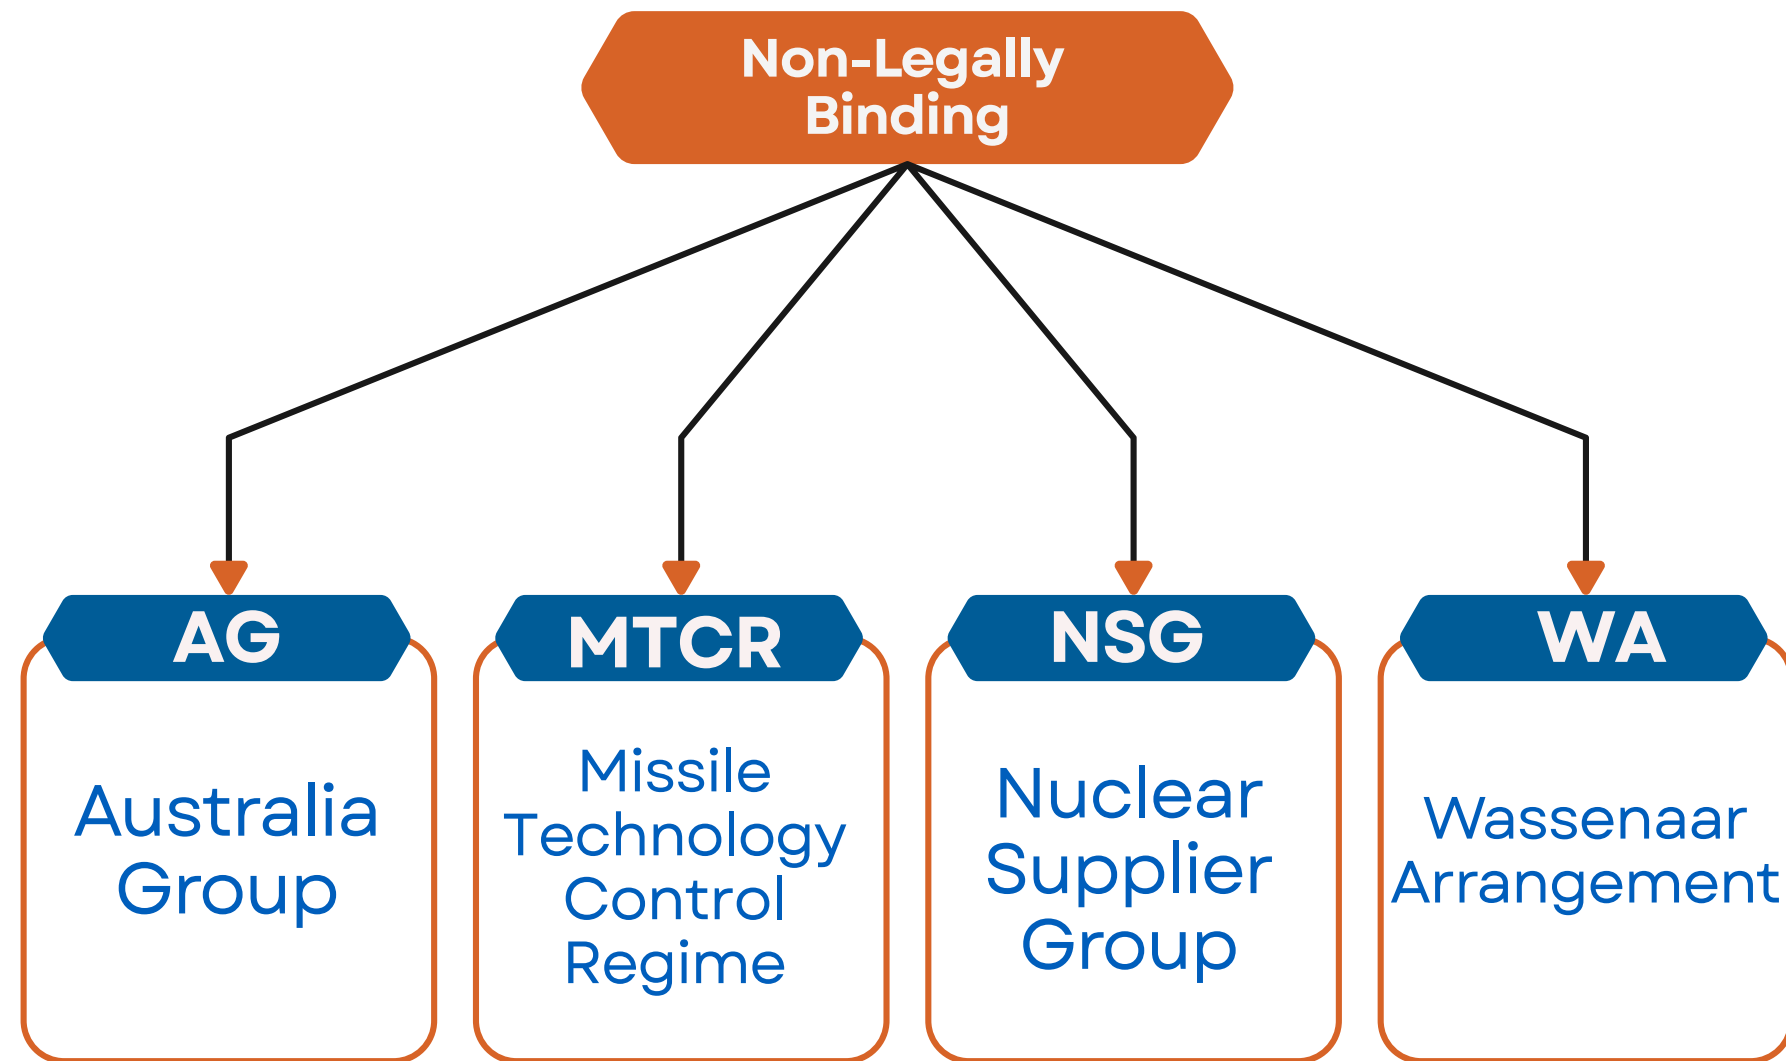 Non-Legally
Binding
AG
MTCR
NSG
WA
Australia
Group
Missile
Technology
Control
Regime
Nuclear
Supplier
Group
Wassenaar
Arrangement